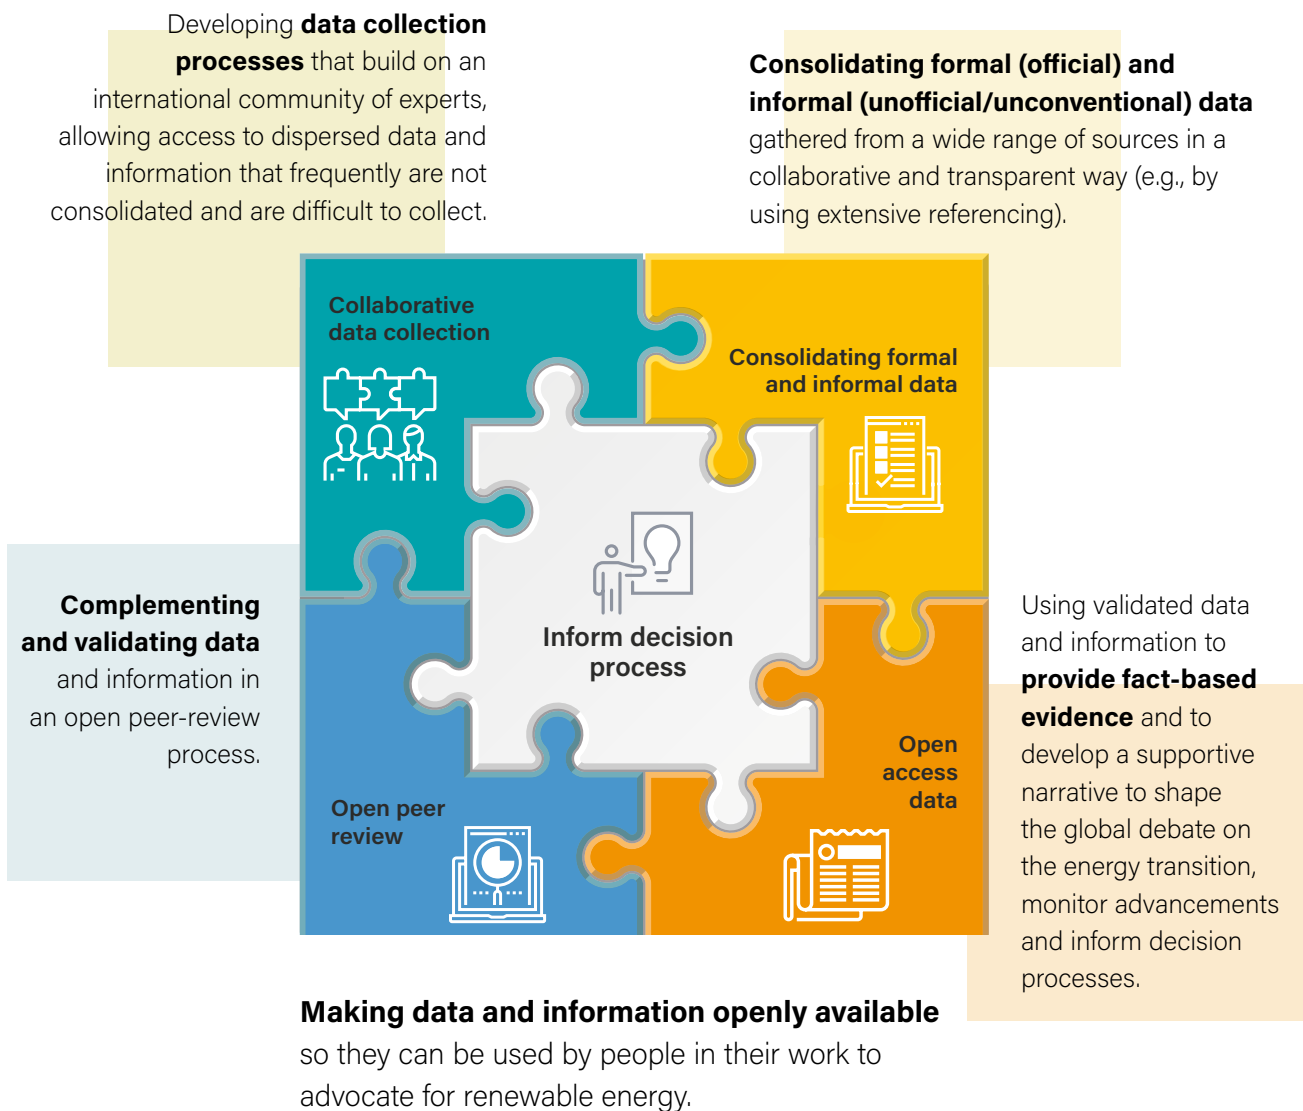 Developing data collection
processes that build on an
international community of experts,
allowing access to dispersed data and
information that frequently are not
consolidated and are difficult to collect.
Consolidating formal (official) and
informal (unofficial/unconventional) data
gathered from a wide range of sources in a
collaborative and transparent way (e.g., by
using extensive referencing).
Collaborative
data collection
Consolidating formal
and informal data
Inform decision
process
Complementing
and validating data
and information in
an open peer-review
process.
Open peer
review
Open
access
data
Using validated data
and information to
provide fact-based
evidence and to
develop a supportive
narrative to shape
the global debate on
the energy transition,
monitor advancements
and inform decision
processes.
Making data and information openly available
so they can be used by people in their work to
advocate for renewable energy.